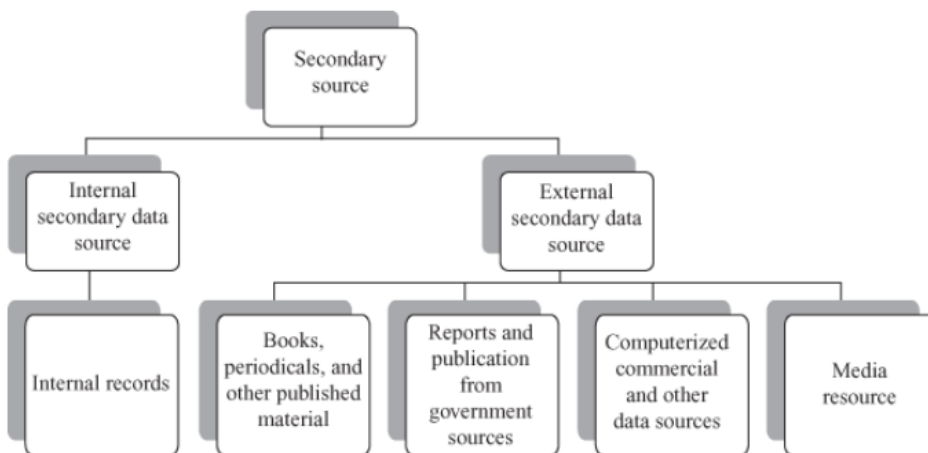 Secondary
source
Internal
secondary data
source
External
secondary data
source
Internal records
Books,
periodicals, and
other published
material
Reports and
publication
from
government
sources
Computerized
commercial
and other
data sources
Media
resource